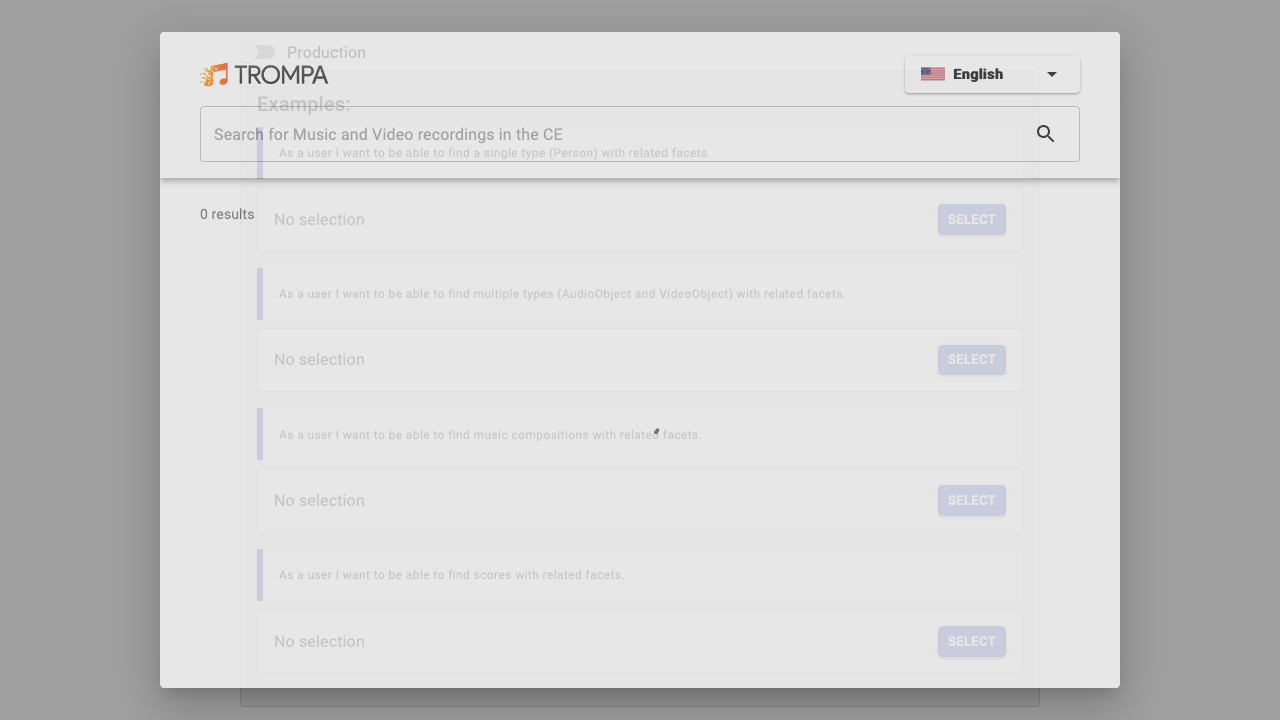 Production
TROMPA
English
Examples:
Search for Music and Video recordings in the CE
As a user I want to be able to find a single type (Person) with related facets.
0 results
No selection
SELECT
As a user I want to be able to find multiple types (AudioObject and VideoObject) with related facets.
No selection
SELECT
As a user I want to be able to find music compositions with related facets.
No selection
SELECT
As a user I want to be able to find scores with related facets.
No selection
SELECT